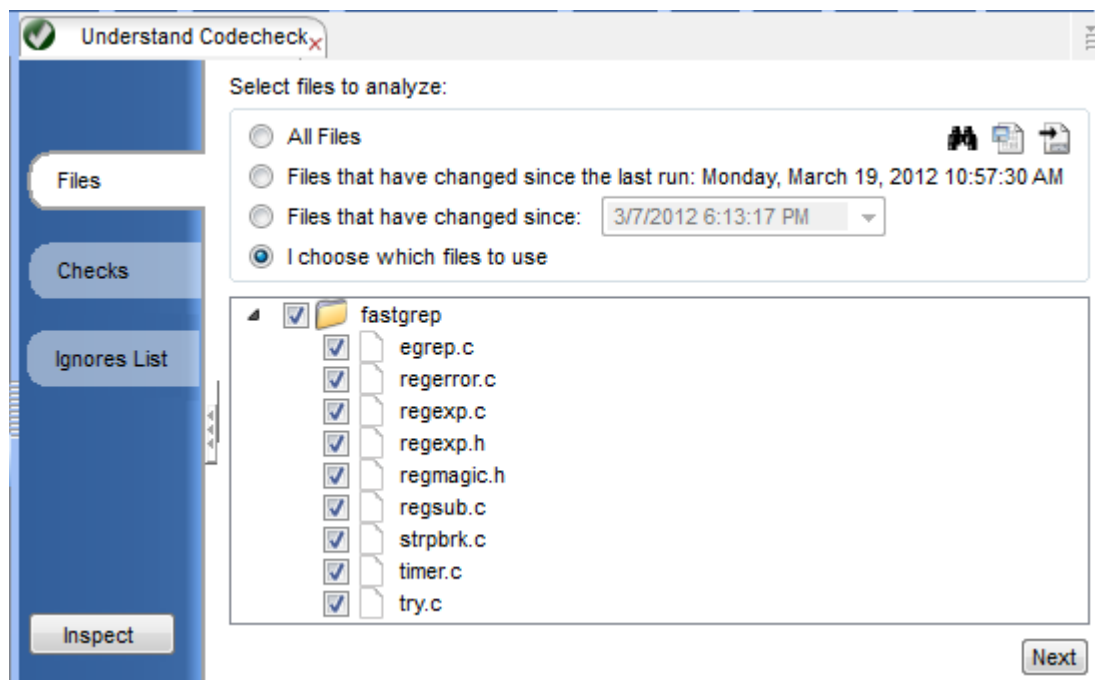 Understand Codecheck
Select files to analyze:
All Files
Files
Files that have changed since the last run: Monday, March 19, 2012 10:57:30 AM
Files that have changed since: 3/7/2012 6:13:17 PM
I choose which files to use
Checks
fastgrep
egrep.c
Ignores List
regerror.c
regexp.c
regexp.h
regmagic.h
regsub.c
strpbrk.c
timer.c
try.c
Inspect
Next